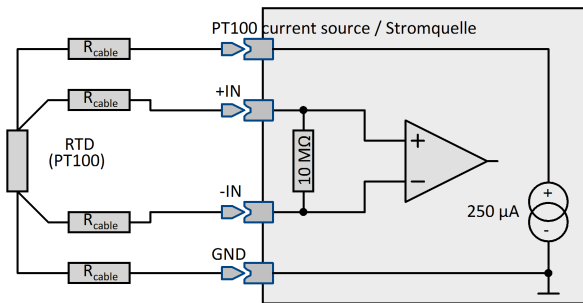 PT100 current source / Stromquelle
Rcable
+IN
Rcable
RTD
(PT100)
10 MΩ
+
−
+
-
250 µA
-IN
Rcable
GND
Rcable